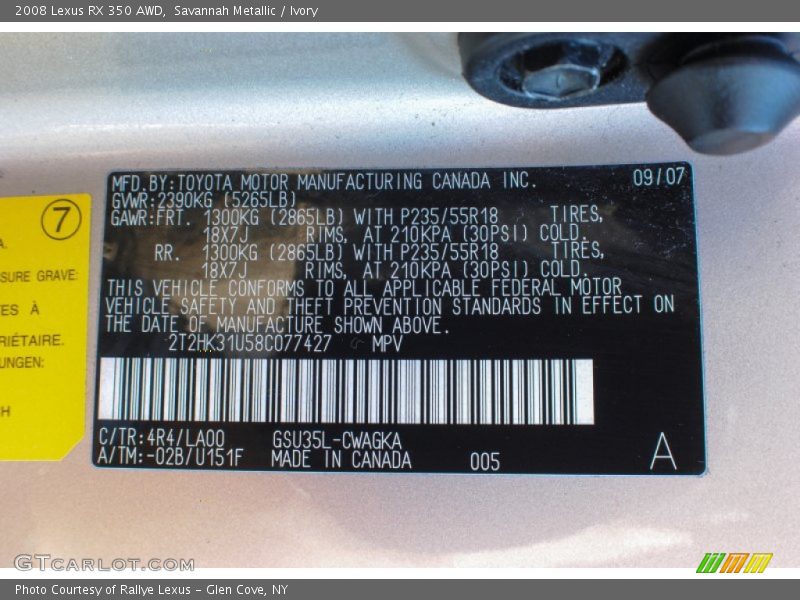 2008 Lexus RX 350 AWD, Savannah Metallic / Ivory
7
A.
SURE GRAVE:
ES À
RIÉTAIRE.
UNGEN:
H
MFD.BY:TOYOTA MOTOR MANUFACTURING CANADA INC. 09/07
GVWR:2390KG (5265LB)
GAWR:FRT. 1300KG (2865LB) WITH P235/55R18 TIRES,
18X7J RIMS, AT 210KPA (30PSI) COLD.
RR. 1300KG (2865LB) WITH P235/55R18 TIRES,
18X7J RIMS, AT 210KPA (30PSI) COLD.
THIS VEHICLE CONFORMS TO ALL APPLICABLE FEDERAL MOTOR
VEHICLE SAFETY AND THEFT PREVENTION STANDARDS IN EFFECT ON
THE DATE OF MANUFACTURE SHOWN ABOVE.
2T2HK31U58C077427 MPV
C/TR:4R4/LA00 GSU35L-CWAGKA
A/TM:-02B/U151F MADE IN CANADA 005 A
GTCARLOT.COM
Photo Courtesy of Rallye Lexus - Glen Cove, NY